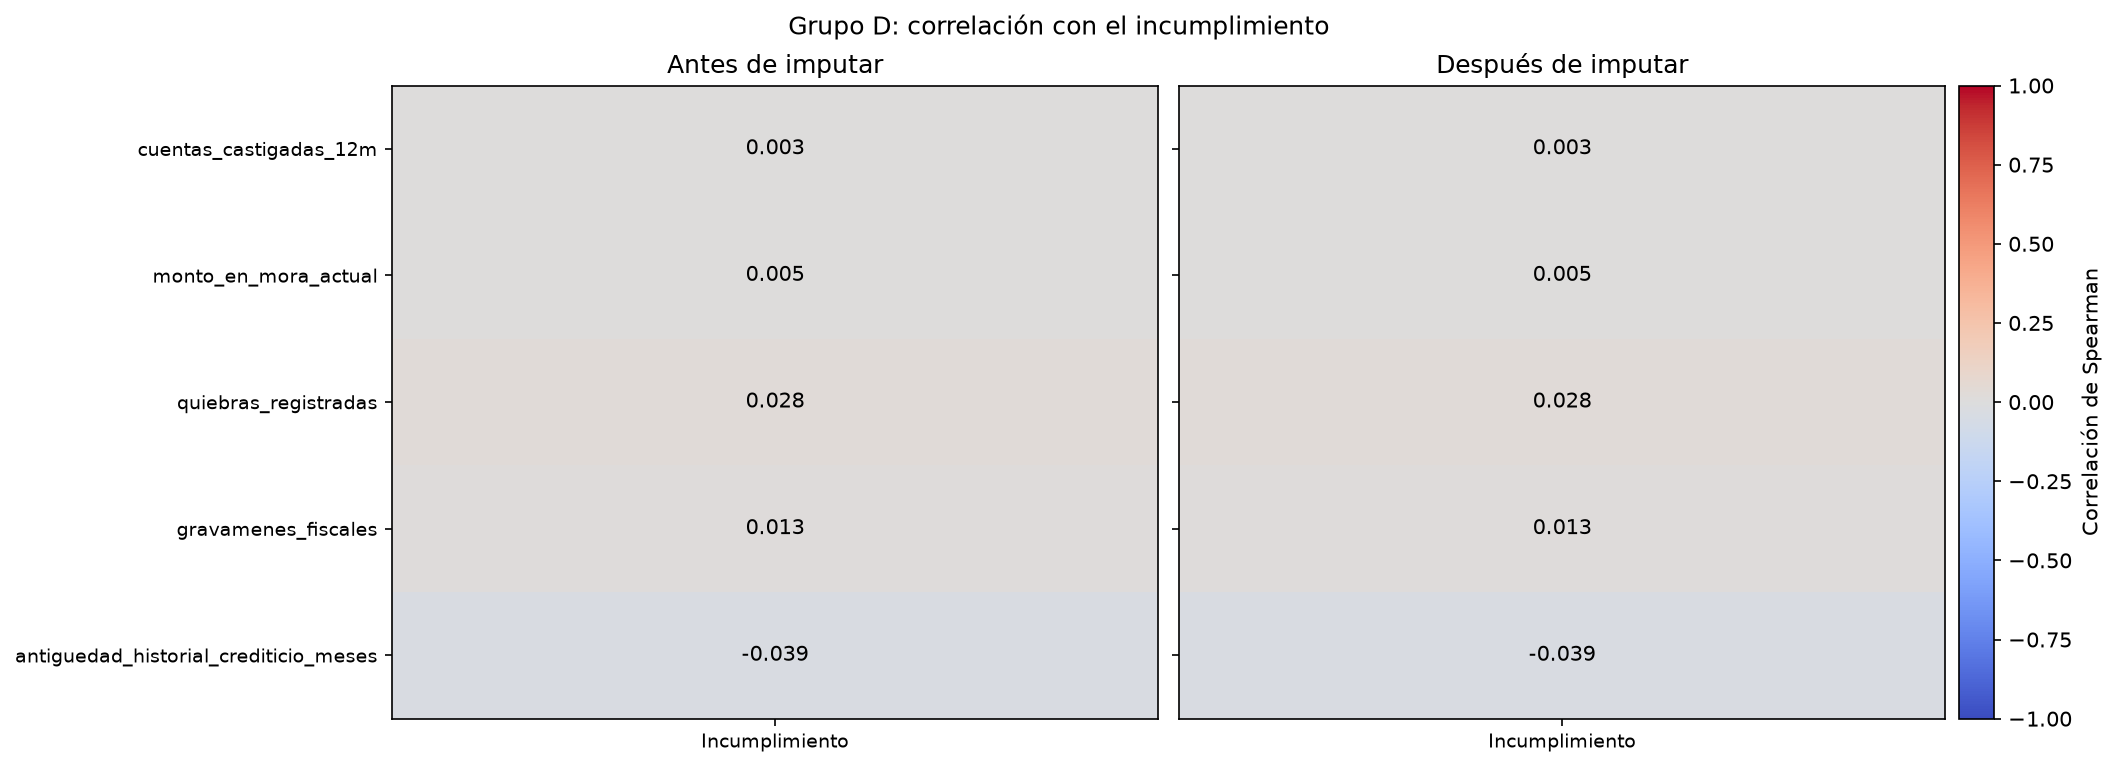 Grupo D: correlación con el incumplimiento
Antes de imputar
Después de imputar
cuentas_castigadas_12m
0.003
0.003
monto_en_mora_actual
0.005
0.005
quiebras_registradas
0.028
0.028
gravamenes_fiscales
0.013
0.013
antiguedad_historial_crediticio_meses
-0.039
-0.039
Incumplimiento
Incumplimiento
1.00
0.75
0.50
0.25
0.00
−0.25
−0.50
−0.75
−1.00
Correlación de Spearman